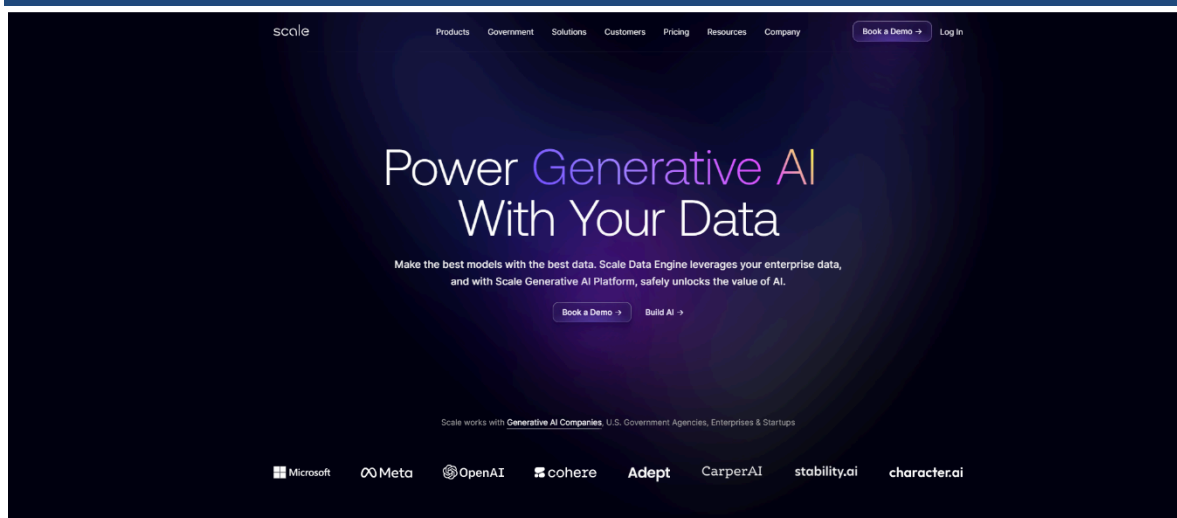 scale Products Government Solutions Customers Pricing Resources Company Book a Demo → Log In
Power Generative AI
With Your Data
Make the best models with the best data. Scale Data Engine leverages your enterprise data,
and with Scale Generative AI Platform, safely unlocks the value of AI.
Book a Demo → Build AI →
Scale works with Generative AI Companies, U.S. Government Agencies, Enterprises & Startups
Microsoft Meta OpenAI cohere Adept CarperAI stability.ai character.ai